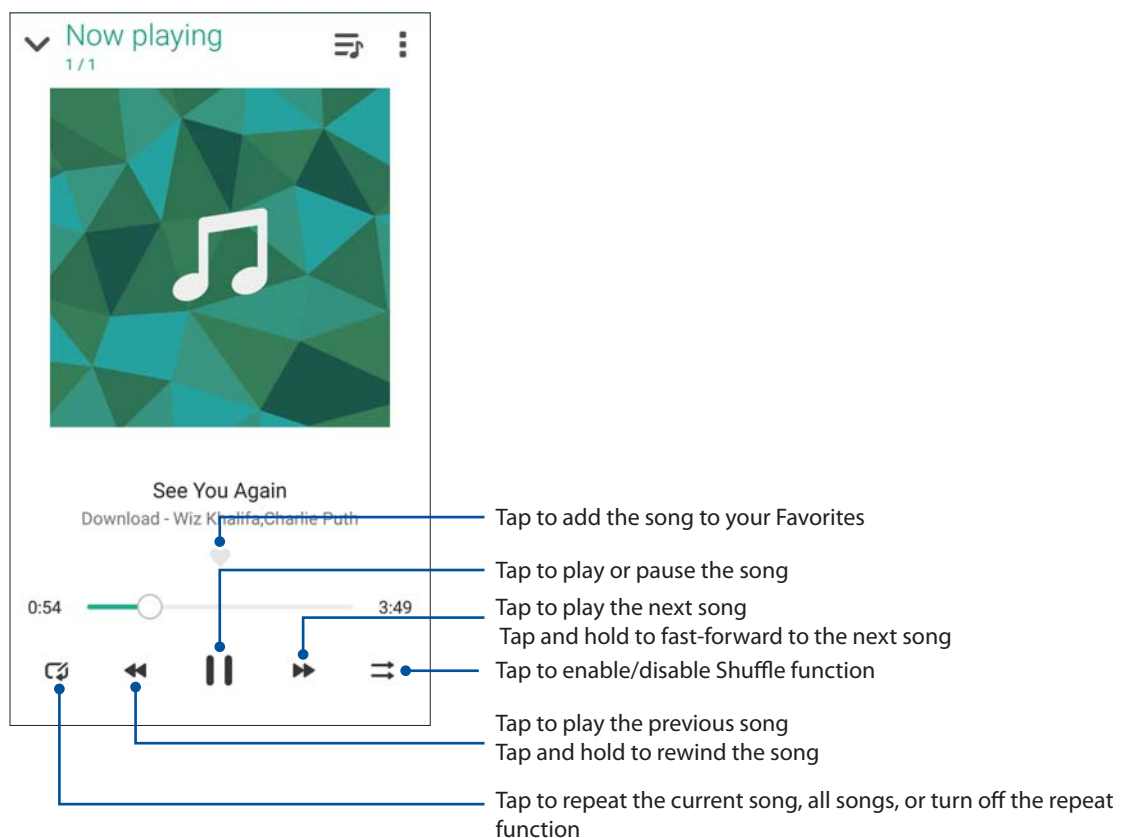 Now playing
1 / 1
See You Again
Download - Wiz Khalifa,Charlie Puth
Tap to add the song to your Favorites
Tap to play or pause the song
0:54
3:49
Tap to play the next song
Tap and hold to fast-forward to the next song
Tap to enable/disable Shuffle function
Tap to play the previous song
Tap and hold to rewind the song
Tap to repeat the current song, all songs, or turn off the repeat
function